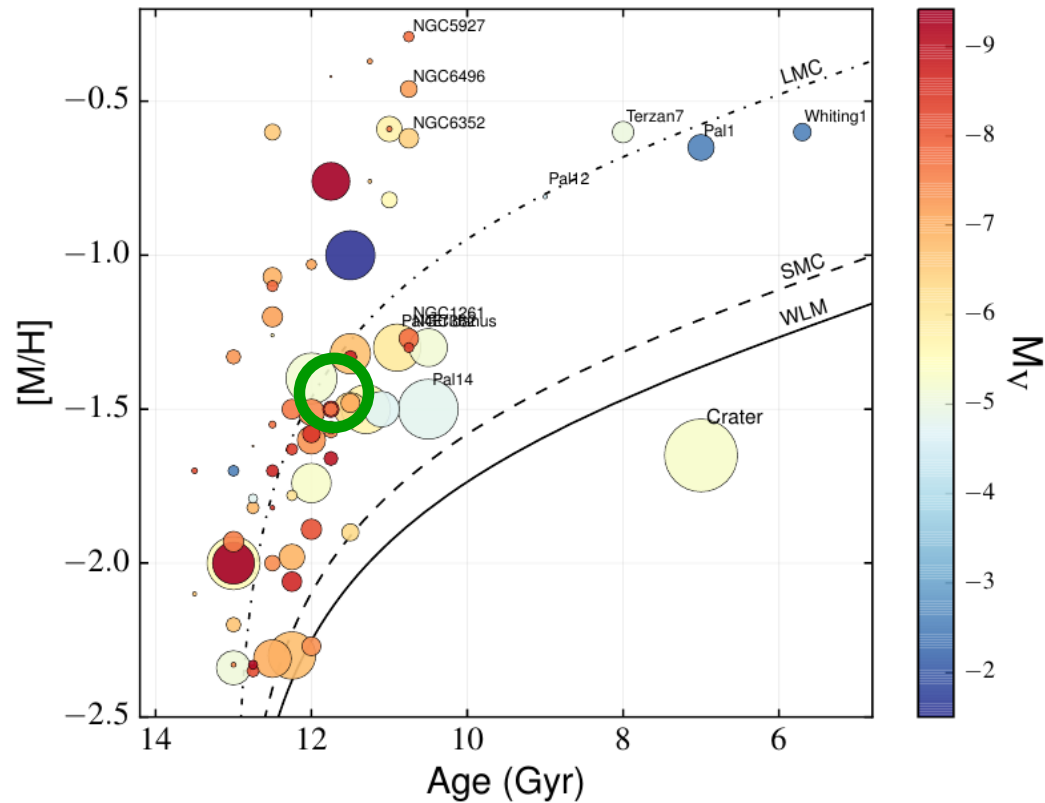 NGC5927
NGC6496
NGC6352
LMC
Terzan7
Pal1
Whiting1
Pal12
SMC
WLM
NGC1261
Pal14
Crater
−0.5
−1.0
−1.5
−2.0
−2.5
[M/H]
14
12
10
8
6
Age (Gyr)
−9
−8
−7
−6
−5
−4
−3
−2
M_V